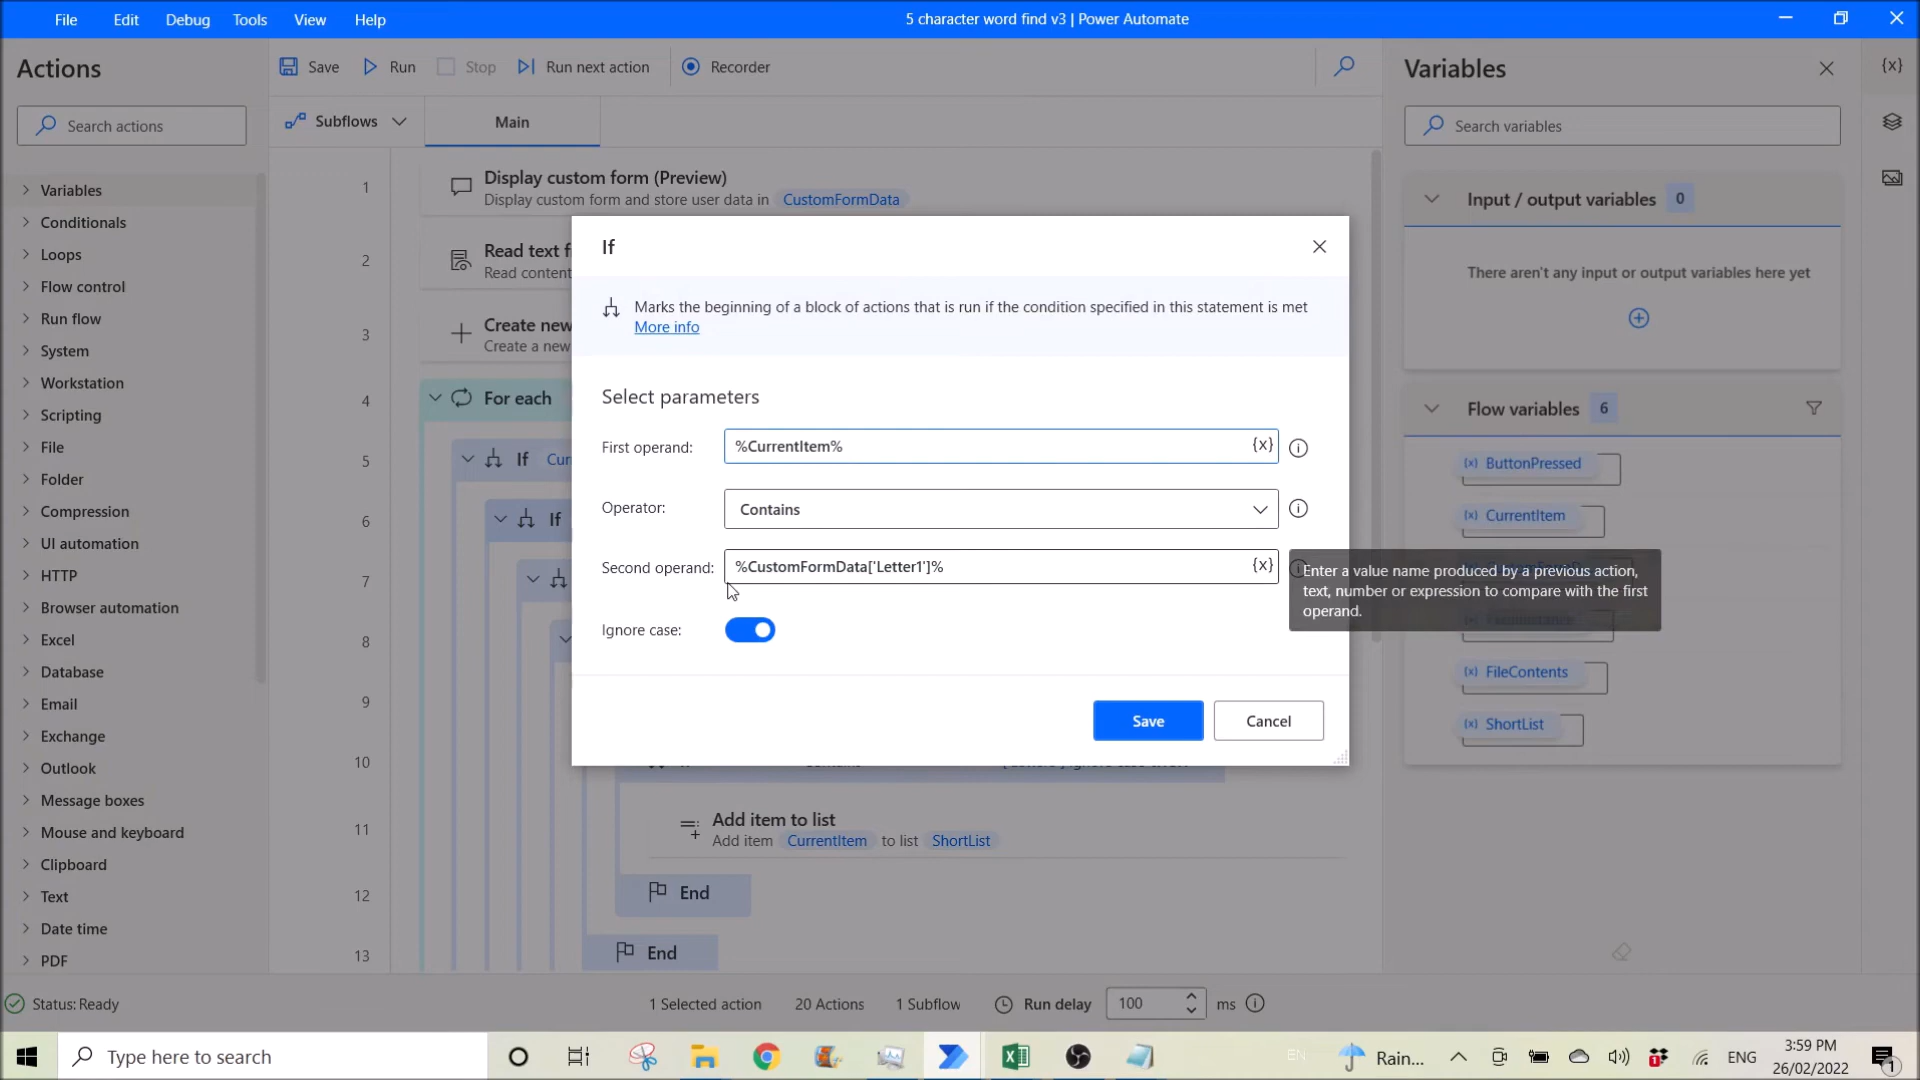 File Edit Debug Tools View Help 5 character word find v3 | Power Automate
Actions
Search actions
Variables
Conditionals
Loops
Flow control
Run flow
System
Workstation
Scripting
File
Folder
Compression
UI automation
HTTP
Browser automation
Excel
Database
Email
Exchange
Outlook
Message boxes
Mouse and keyboard
Clipboard
Text
Date time
PDF
Save Run Stop Run next action Recorder
Subflows Main
1 Display custom form (Preview)
Display custom form and store user data in CustomFormData
2 Read text f
Read content
3 Create new
Create a new
4 For each
5 If Cur
6 If
7
8
9
10
11 Add item to list
Add item CurrentItem to list ShortList
12 End
13 End
If
Marks the beginning of a block of actions that is run if the condition specified in this statement is met
More info
Select parameters
First operand: %CurrentItem% {x}
Operator: Contains
Second operand: %CustomFormData['Letter1']% {x}
Ignore case:
Save Cancel
Enter a value name produced by a previous action,
text, number or expression to compare with the first
operand.
Variables {x}
Search variables
Input / output variables 0
There aren't any input or output variables here yet
Flow variables 6
{x} ButtonPressed
{x} CurrentItem
{x} FileContents
{x} ShortList
Status: Ready 1 Selected action 20 Actions 1 Subflow Run delay 100 ms
Type here to search
Rain... ENG 3:59 PM
26/02/2022
1